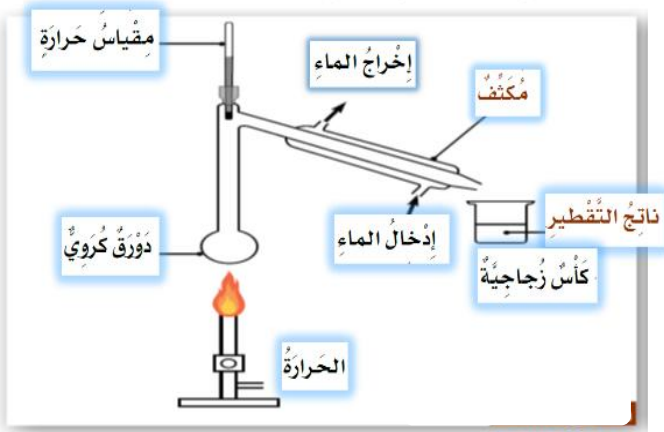 مِقْياسُ حَرارَةٍ
إِخْراجُ الماءِ
مُكَثِّفٌ
ناتِجُ التَّقْطيرِ
إِدْخالُ الماءِ
دَوْرَقٌ كُرَوِيٌّ
كَأْسٌ زُجاجِيَّةٌ
الحَرارَةُ